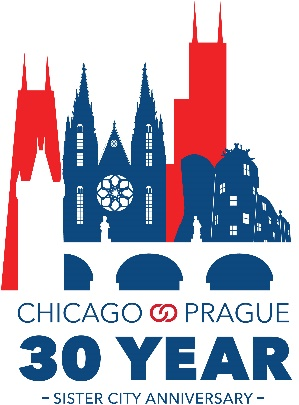 CHICAGO PRAGUE
30 YEAR
– SISTER CITY ANNIVERSARY –